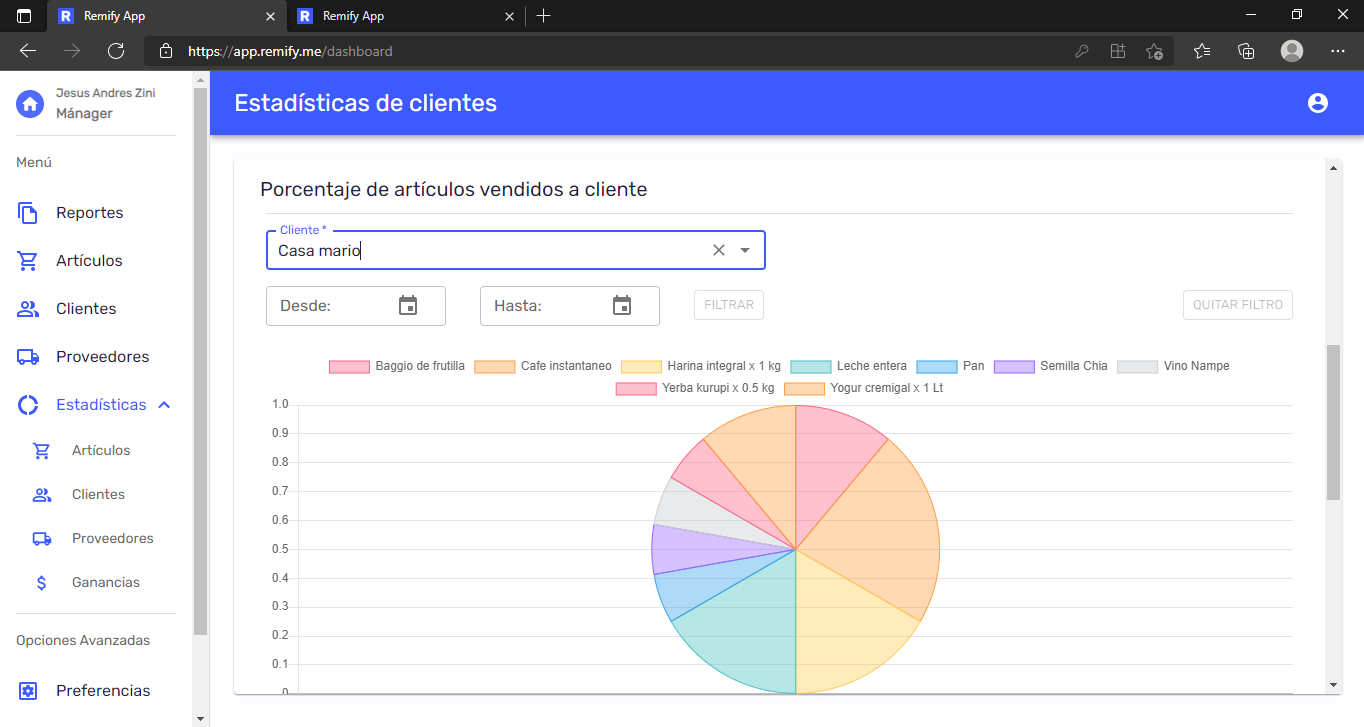 Remify App
Remify App
https://app.remify.me/dashboard
Jesus Andres Zini
Mánager
Menú
Reportes
Artículos
Clientes
Proveedores
Estadísticas
Artículos
Clientes
Proveedores
Ganancias
Opciones Avanzadas
Preferencias
Estadísticas de clientes
Porcentaje de artículos vendidos a cliente
Cliente *
Casa mario
Desde:
Hasta:
FILTRAR
QUITAR FILTRO
Baggio de frutilla Cafe instantaneo Harina integral x 1 kg Leche entera Pan Semilla Chia Vino Nampe
Yerba kurupi x 0.5 kg Yogur cremigal x 1 Lt
1.0
0.9
0.8
0.7
0.6
0.5
0.4
0.3
0.2
0.1
0